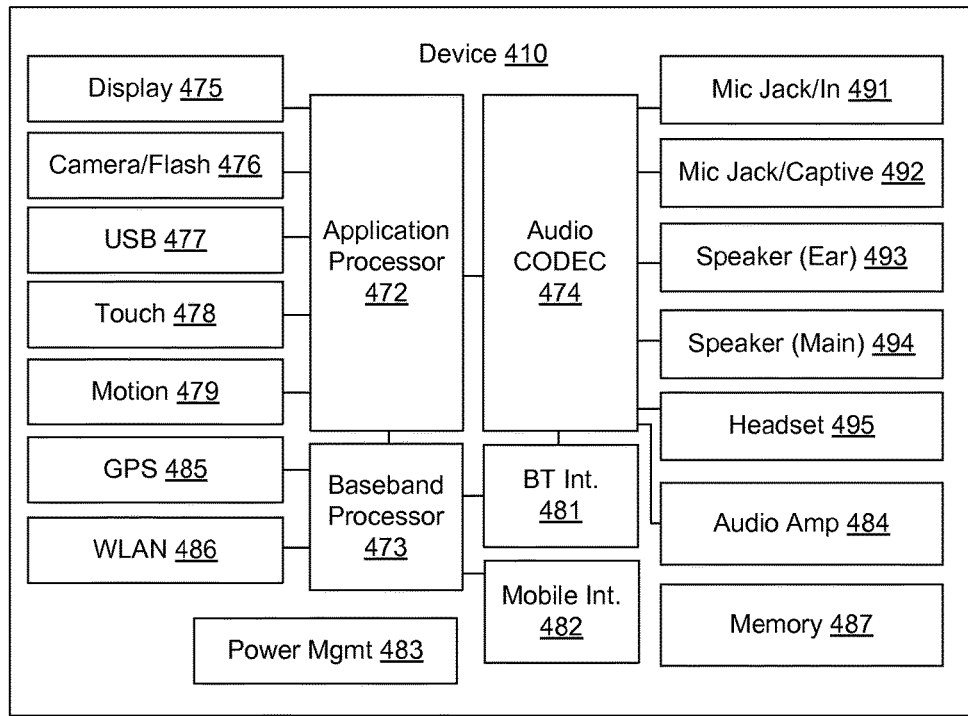 Device 410
Display 475
Camera/Flash 476
USB 477
Touch 478
Motion 479
GPS 485
WLAN 486
Application
Processor
472
Baseband
Processor
473
Power Mgmt 483
Audio
CODEC
474
BT Int.
481
Mobile Int.
482
Mic Jack/In 491
Mic Jack/Captive 492
Speaker (Ear) 493
Speaker (Main) 494
Headset 495
Audio Amp 484
Memory 487